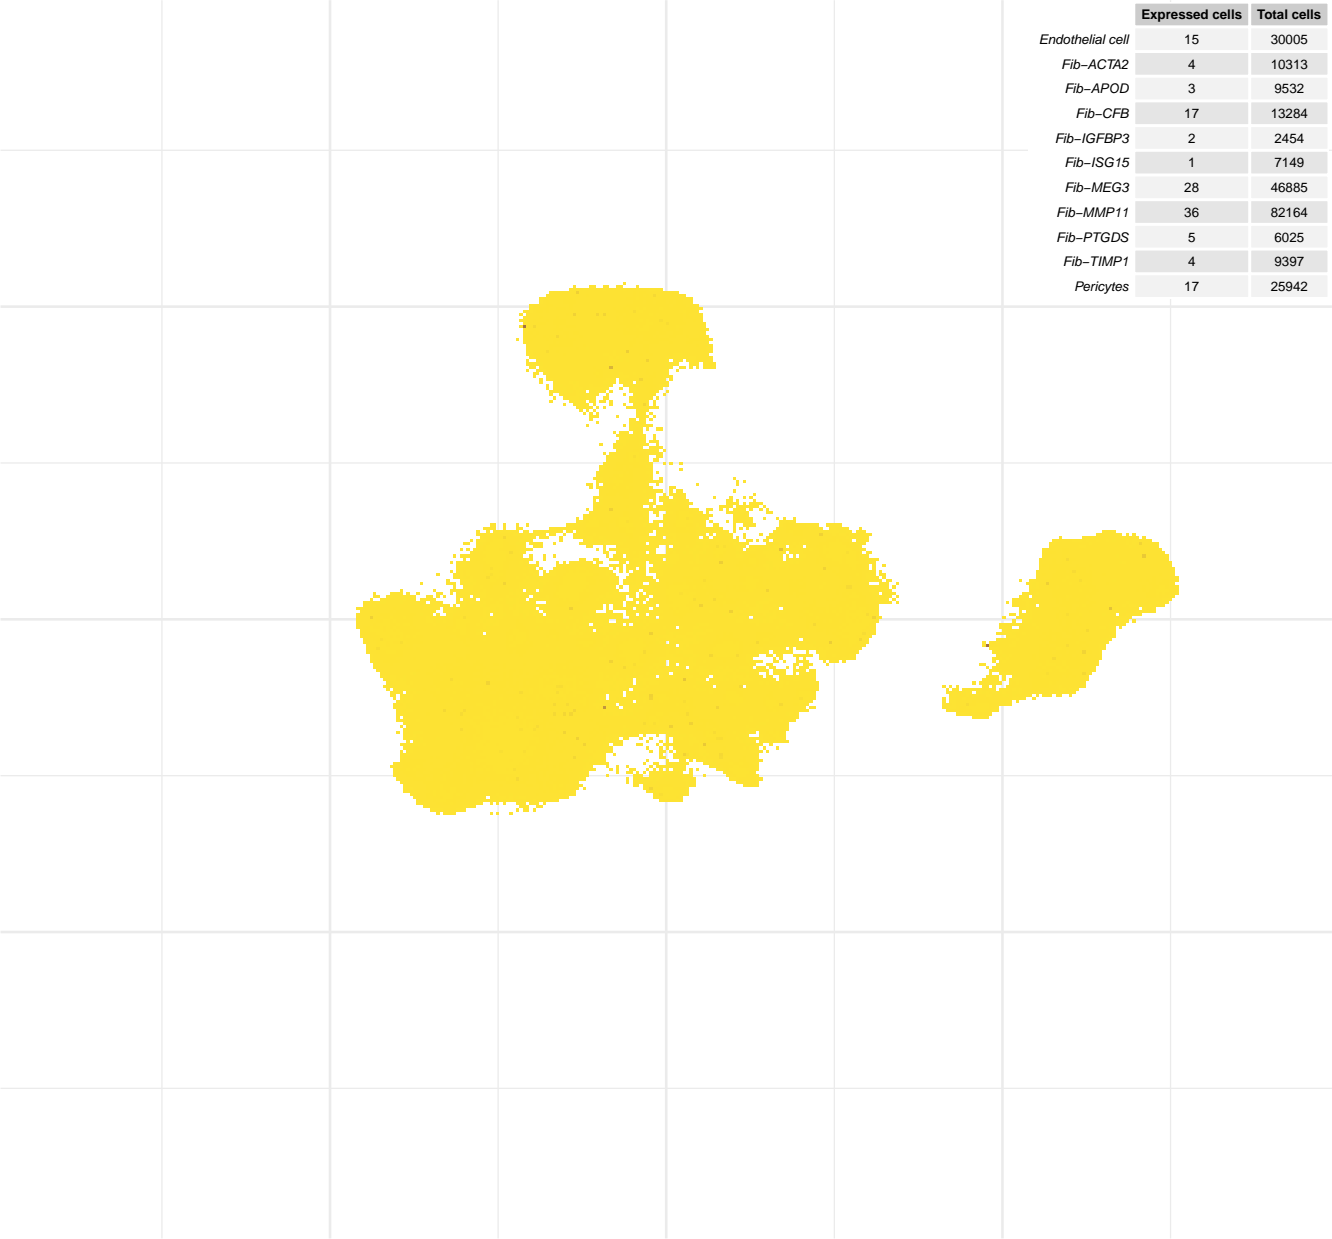 Expressed cells Total cells
Endothelial cell 15 30005
Fib−ACTA2 4 10313
Fib−APOD 3 9532
Fib−CFB 17 13284
Fib−IGFBP3 2 2454
Fib−ISG15 1 7149
Fib−MEG3 28 46885
Fib−MMP11 36 82164
Fib−PTGDS 5 6025
Fib−TIMP1 4 9397
Pericytes 17 25942